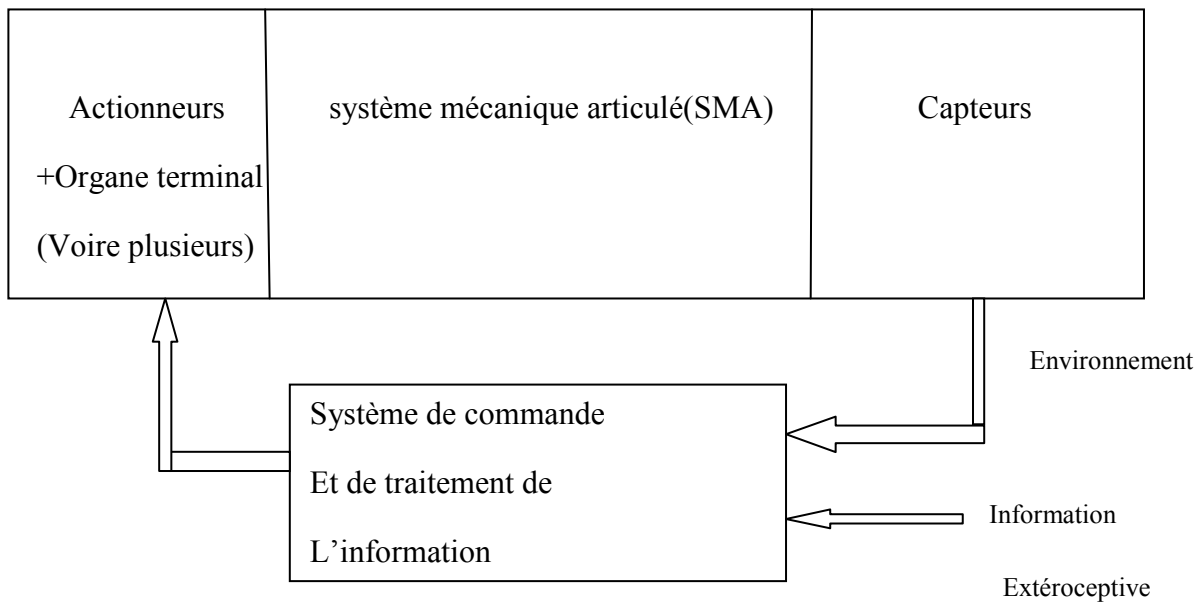 Actionneurs
+Organe terminal
(Voire plusieurs)
système mécanique articulé(SMA)
Capteurs
Environnement
Système de commande
Et de traitement de
L’information
Information
Extéroceptive